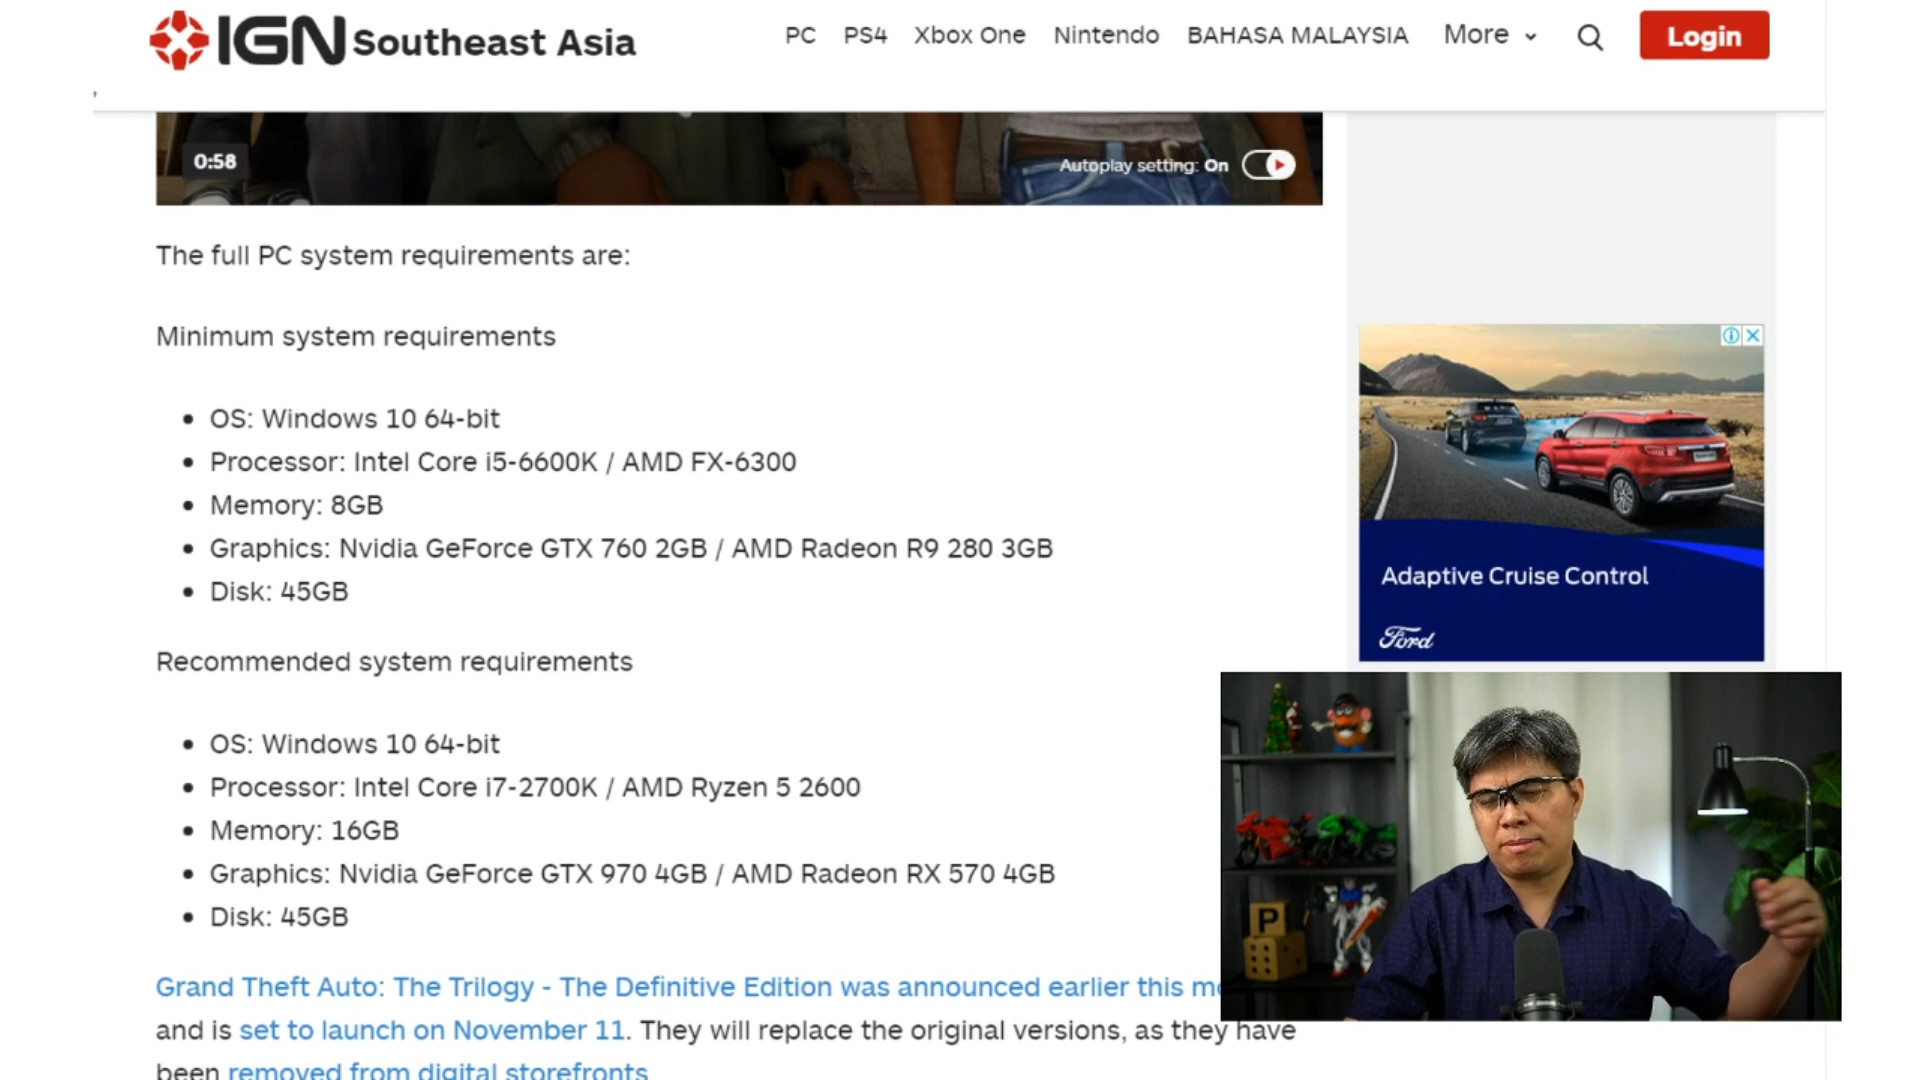 IGN Southeast Asia
PC PS4 Xbox One Nintendo BAHASA MALAYSIA More Login
0:58
Autoplay setting: On
The full PC system requirements are:
Minimum system requirements
OS: Windows 10 64-bit
Processor: Intel Core i5-6600K / AMD FX-6300
Memory: 8GB
Graphics: Nvidia GeForce GTX 760 2GB / AMD Radeon R9 280 3GB
Disk: 45GB
Adaptive Cruise Control
Ford
Recommended system requirements
OS: Windows 10 64-bit
Processor: Intel Core i7-2700K / AMD Ryzen 5 2600
Memory: 16GB
Graphics: Nvidia GeForce GTX 970 4GB / AMD Radeon RX 570 4GB
Disk: 45GB
P
Grand Theft Auto: The Trilogy - The Definitive Edition was announced earlier this
and is set to launch on November 11. They will replace the original versions, as they have
been removed from digital storefronts